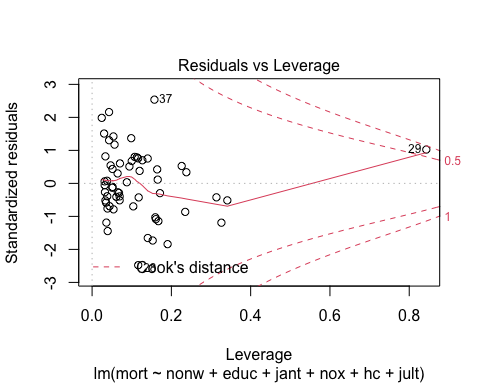 Residuals vs Leverage
Standardized residuals
3
2
1
0
-1
-2
-3
37
29
0.5
1
Cook's distance
0.0 0.2 0.4 0.6 0.8
Leverage
lm(mort ~ nonw + educ + jant + nox + hc + jult)